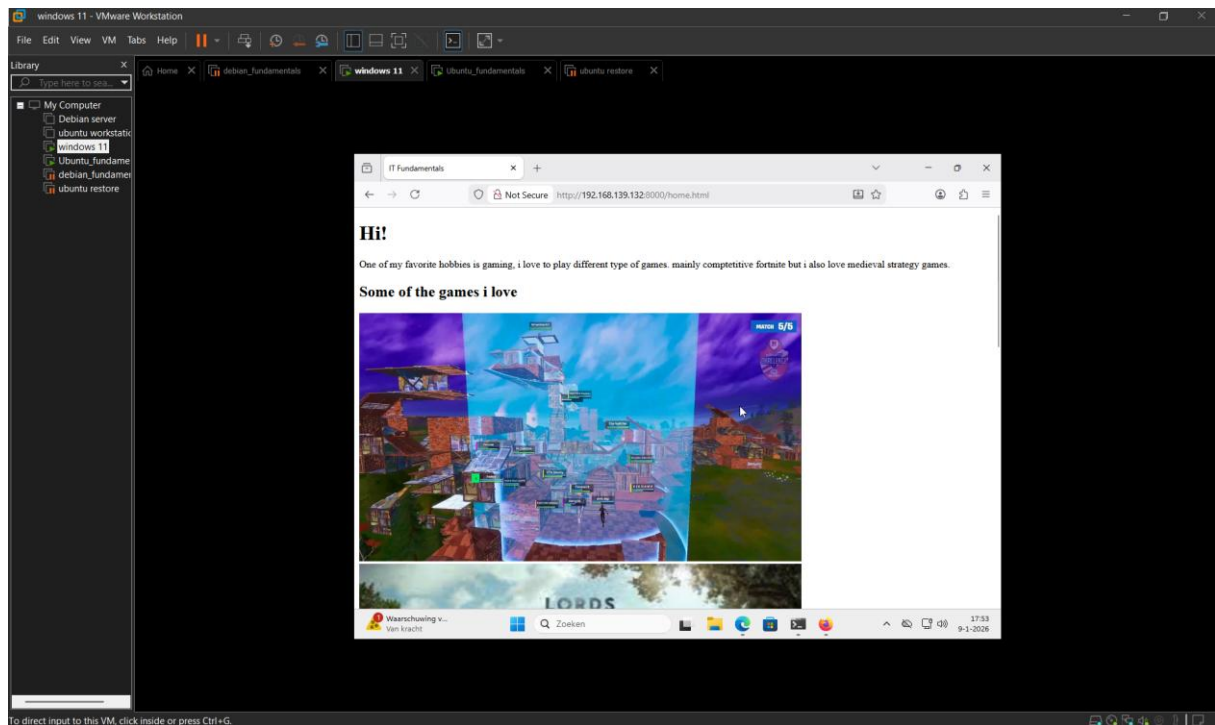 windows 11 - VMware Workstation
File Edit View VM Tabs Help
Library
Type here to sea...
Home
debian_fundamentals
windows 11
Ubuntu_fundamentals
ubuntu restore
My Computer
Debian server
ubuntu workstatic
windows 11
Ubuntu_fundame
debian_fundamen
ubuntu restore
IT Fundamentals
Not Secure http://192.168.139.132:8000/home.html
Hi!
One of my favorite hobbies is gaming, i love to play different type of games. mainly comptetitive fortnite but i also love medieval strategy games.
Some of the games i love
MATCH 5/5
LORDS
Waarschuwing v...
Van kracht
Zoeken
17:53
9-1-2026
To direct input to this VM, click inside or press Ctrl+G.